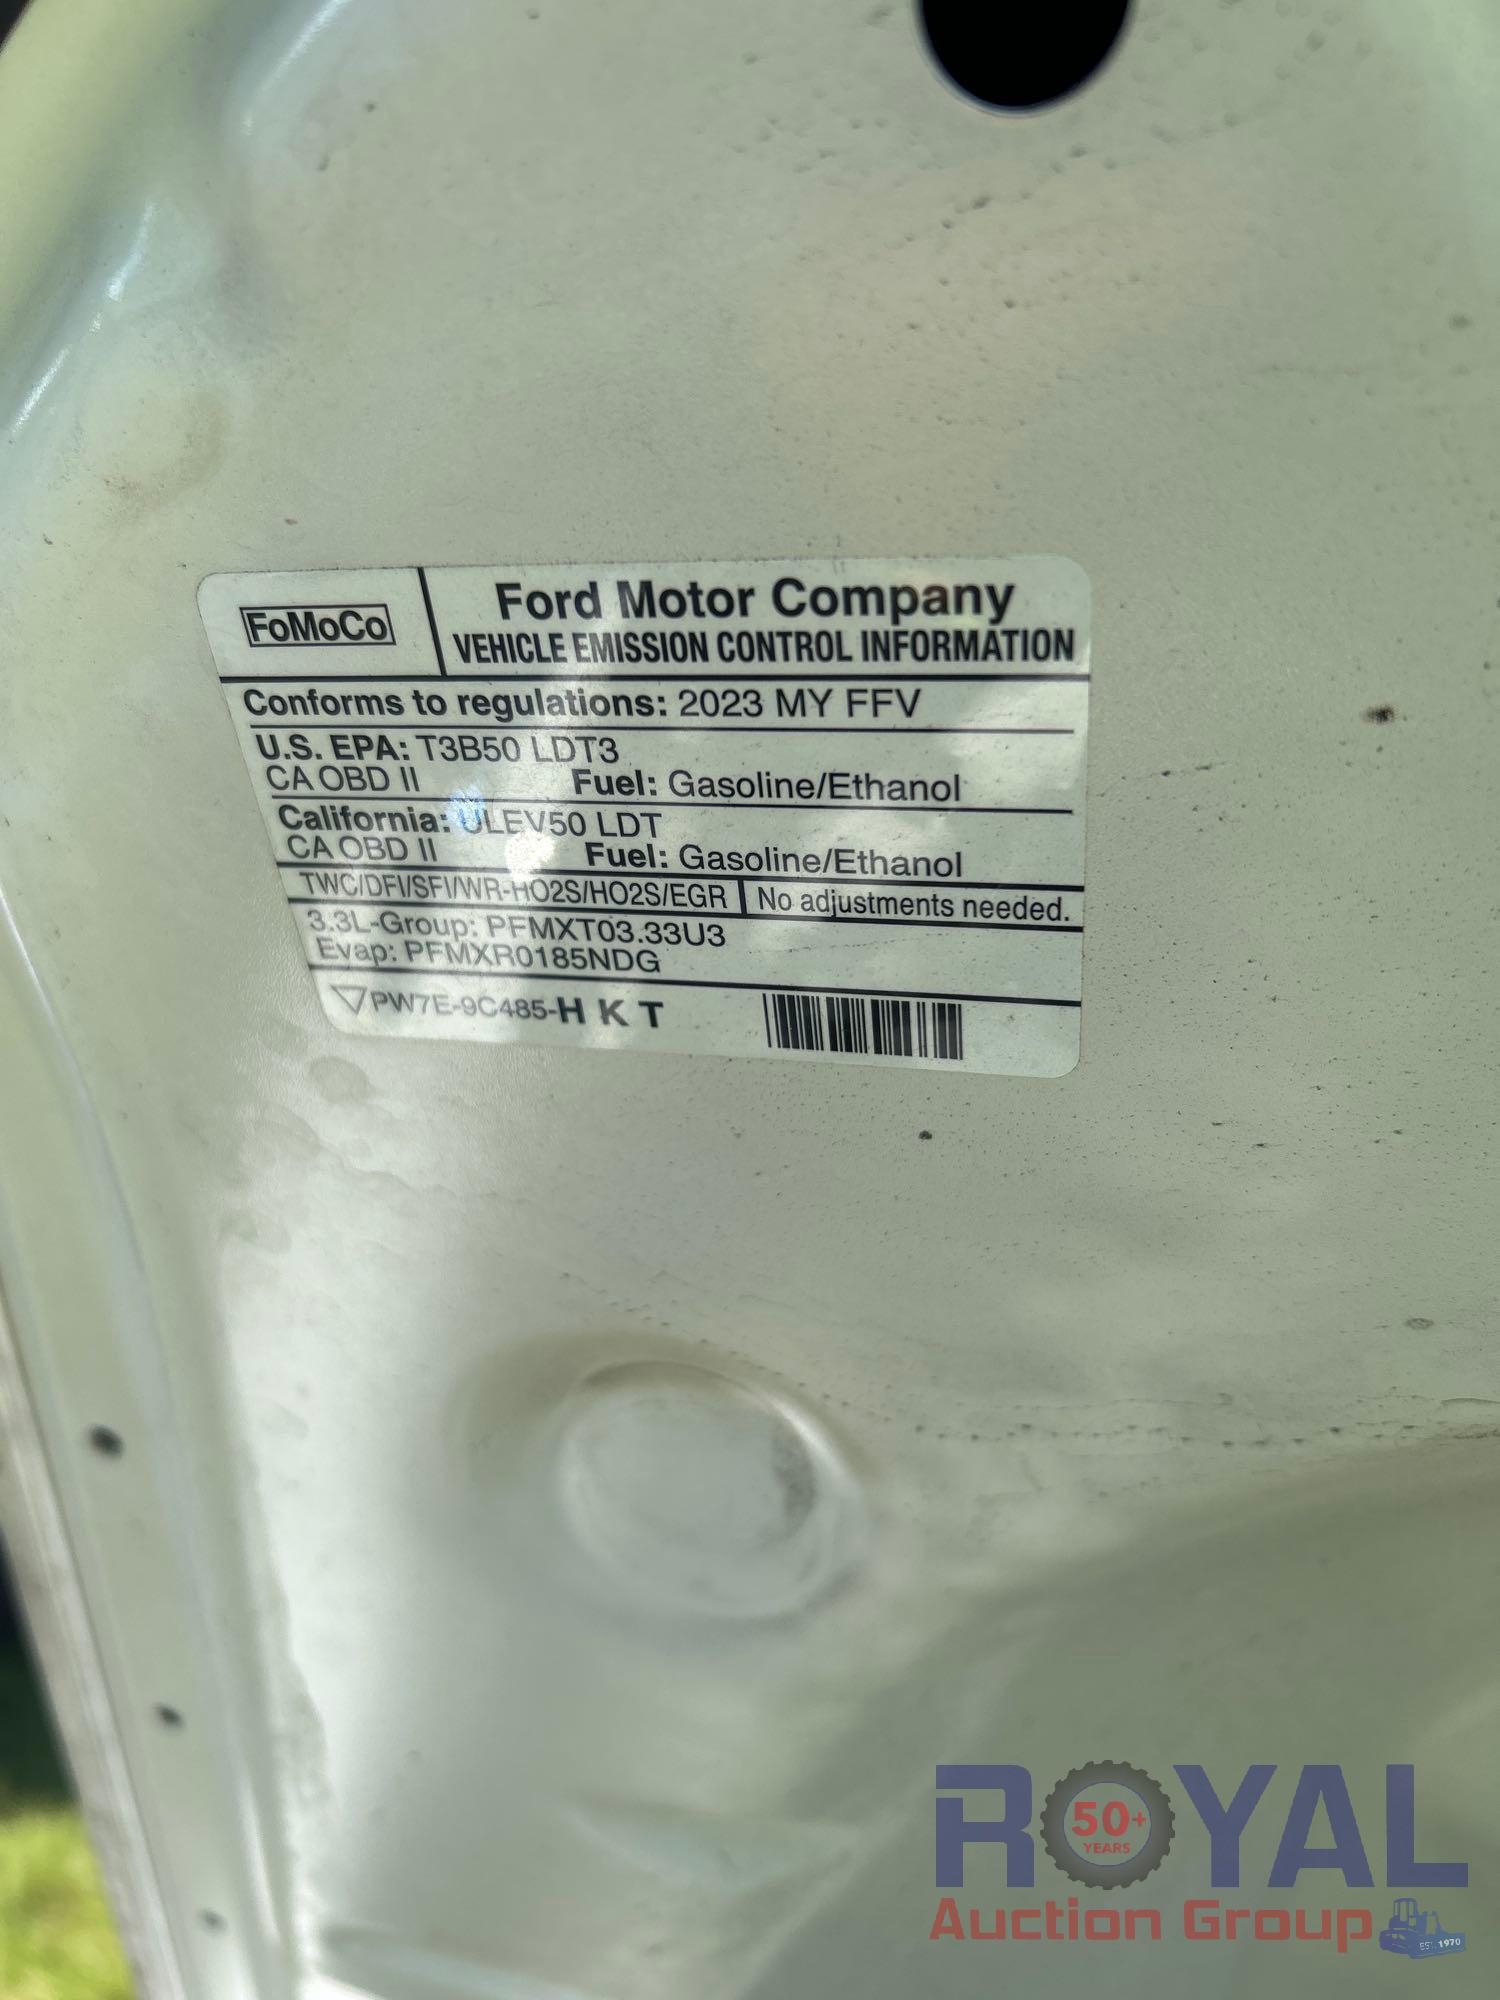 FoMoCo
Ford Motor Company
VEHICLE EMISSION CONTROL INFORMATION
Conforms to regulations: 2023 MY FFV
U.S. EPA: T3B50 LDT3
CA OBD II Fuel: Gasoline/Ethanol
California: ULEV50 LDT
CA OBD II Fuel: Gasoline/Ethanol
TWC/DFI/SFI/WR-HO2S/HO2S/EGR No adjustments needed.
3.3L-Group: PFMXT03.33U3
Evap: PFMXR0185NDG
PW7E-9C485-H K T
ROYAL
50+
YEARS
Auction Group
EST. 1970